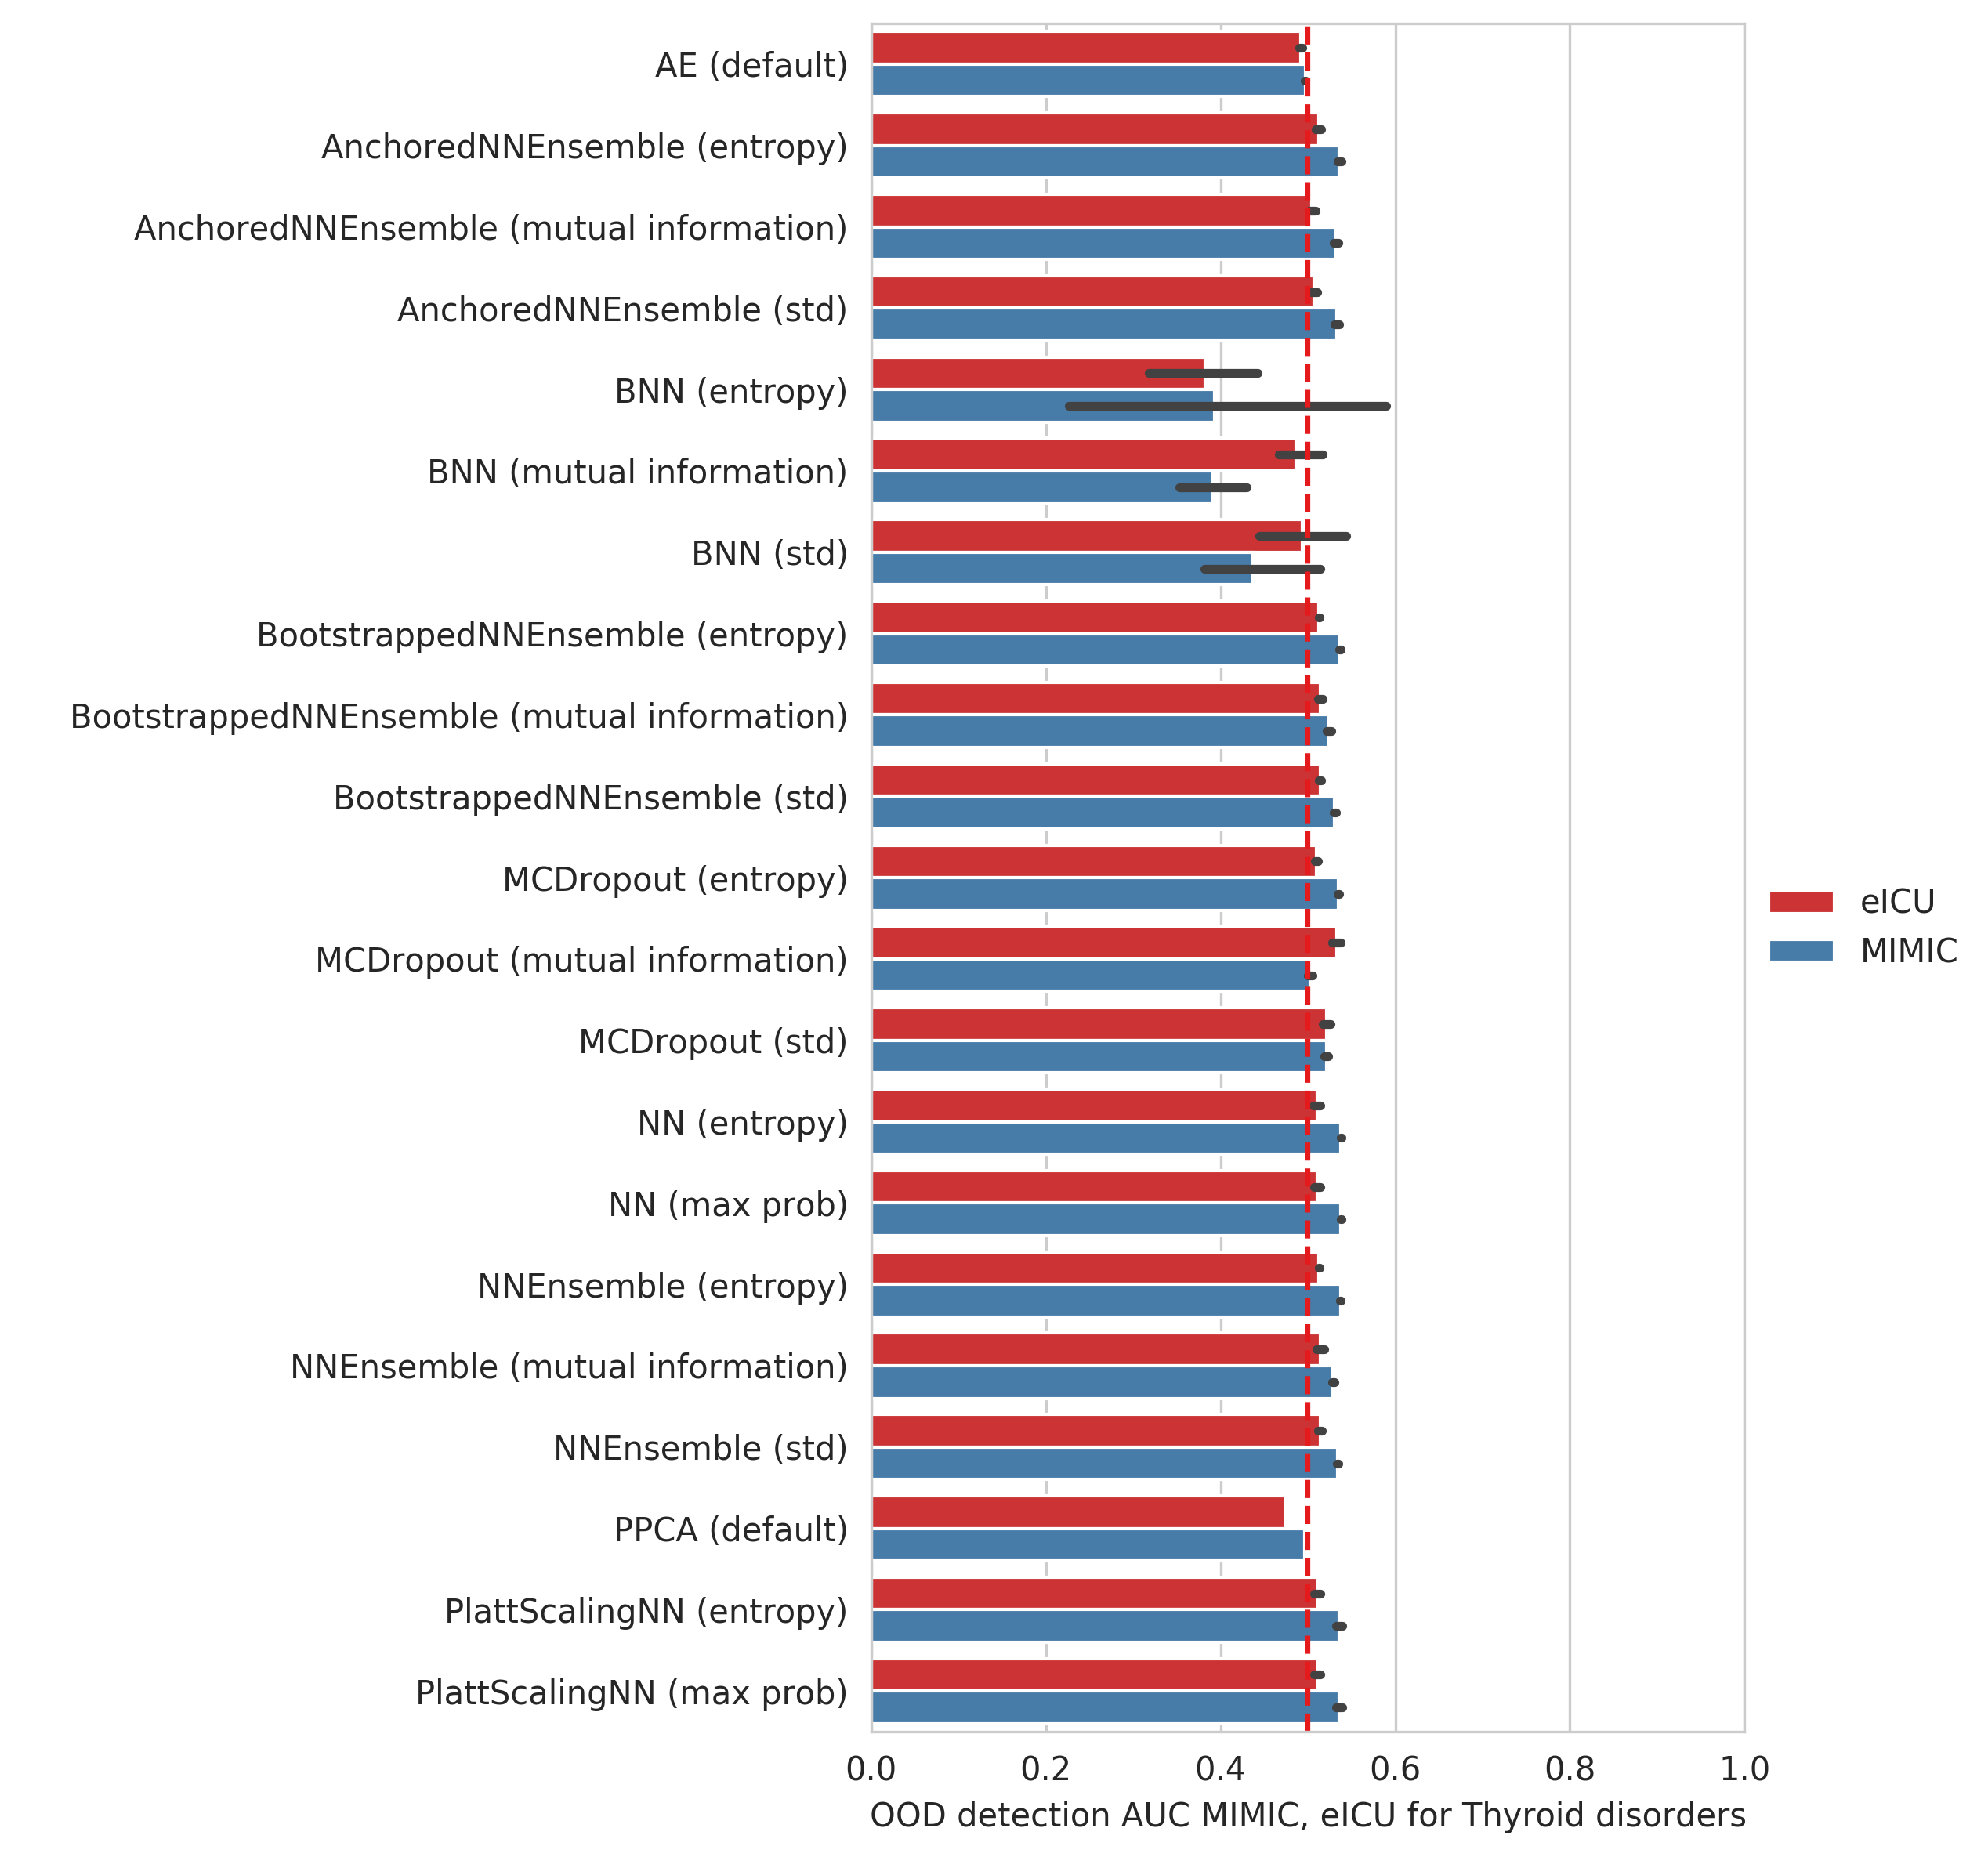 AE (default)
AnchoredNNEnsemble (entropy)
AnchoredNNEnsemble (mutual information)
AnchoredNNEnsemble (std)
BNN (entropy)
BNN (mutual information)
BNN (std)
BootstrappedNNEnsemble (entropy)
BootstrappedNNEnsemble (mutual information)
BootstrappedNNEnsemble (std)
MCDropout (entropy)
MCDropout (mutual information)
MCDropout (std)
NN (entropy)
NN (max prob)
NNEnsemble (entropy)
NNEnsemble (mutual information)
NNEnsemble (std)
PPCA (default)
PlattScalingNN (entropy)
PlattScalingNN (max prob)
eICU
MIMIC
0.0 0.2 0.4 0.6 0.8 1.0
OOD detection AUC MIMIC, eICU for Thyroid disorders